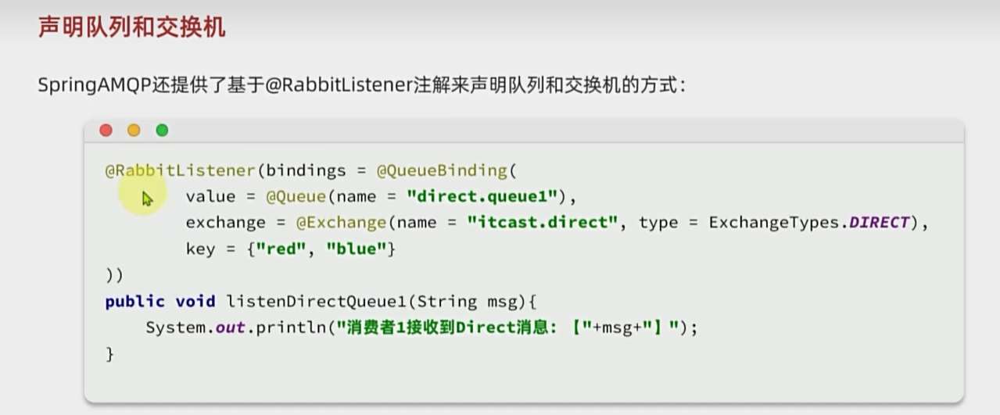 声明队列和交换机
SpringAMQP还提供了基于@RabbitListener注解来声明队列和交换机的方式：
@RabbitListener(bindings = @QueueBinding(
        value = @Queue(name = "direct.queue1"),
        exchange = @Exchange(name = "itcast.direct", type = ExchangeTypes.DIRECT),
        key = {"red", "blue"}
))
public void listenDirectQueue1(String msg){
    System.out.println("消费者1接收到Direct消息：【"+msg+"】");
}